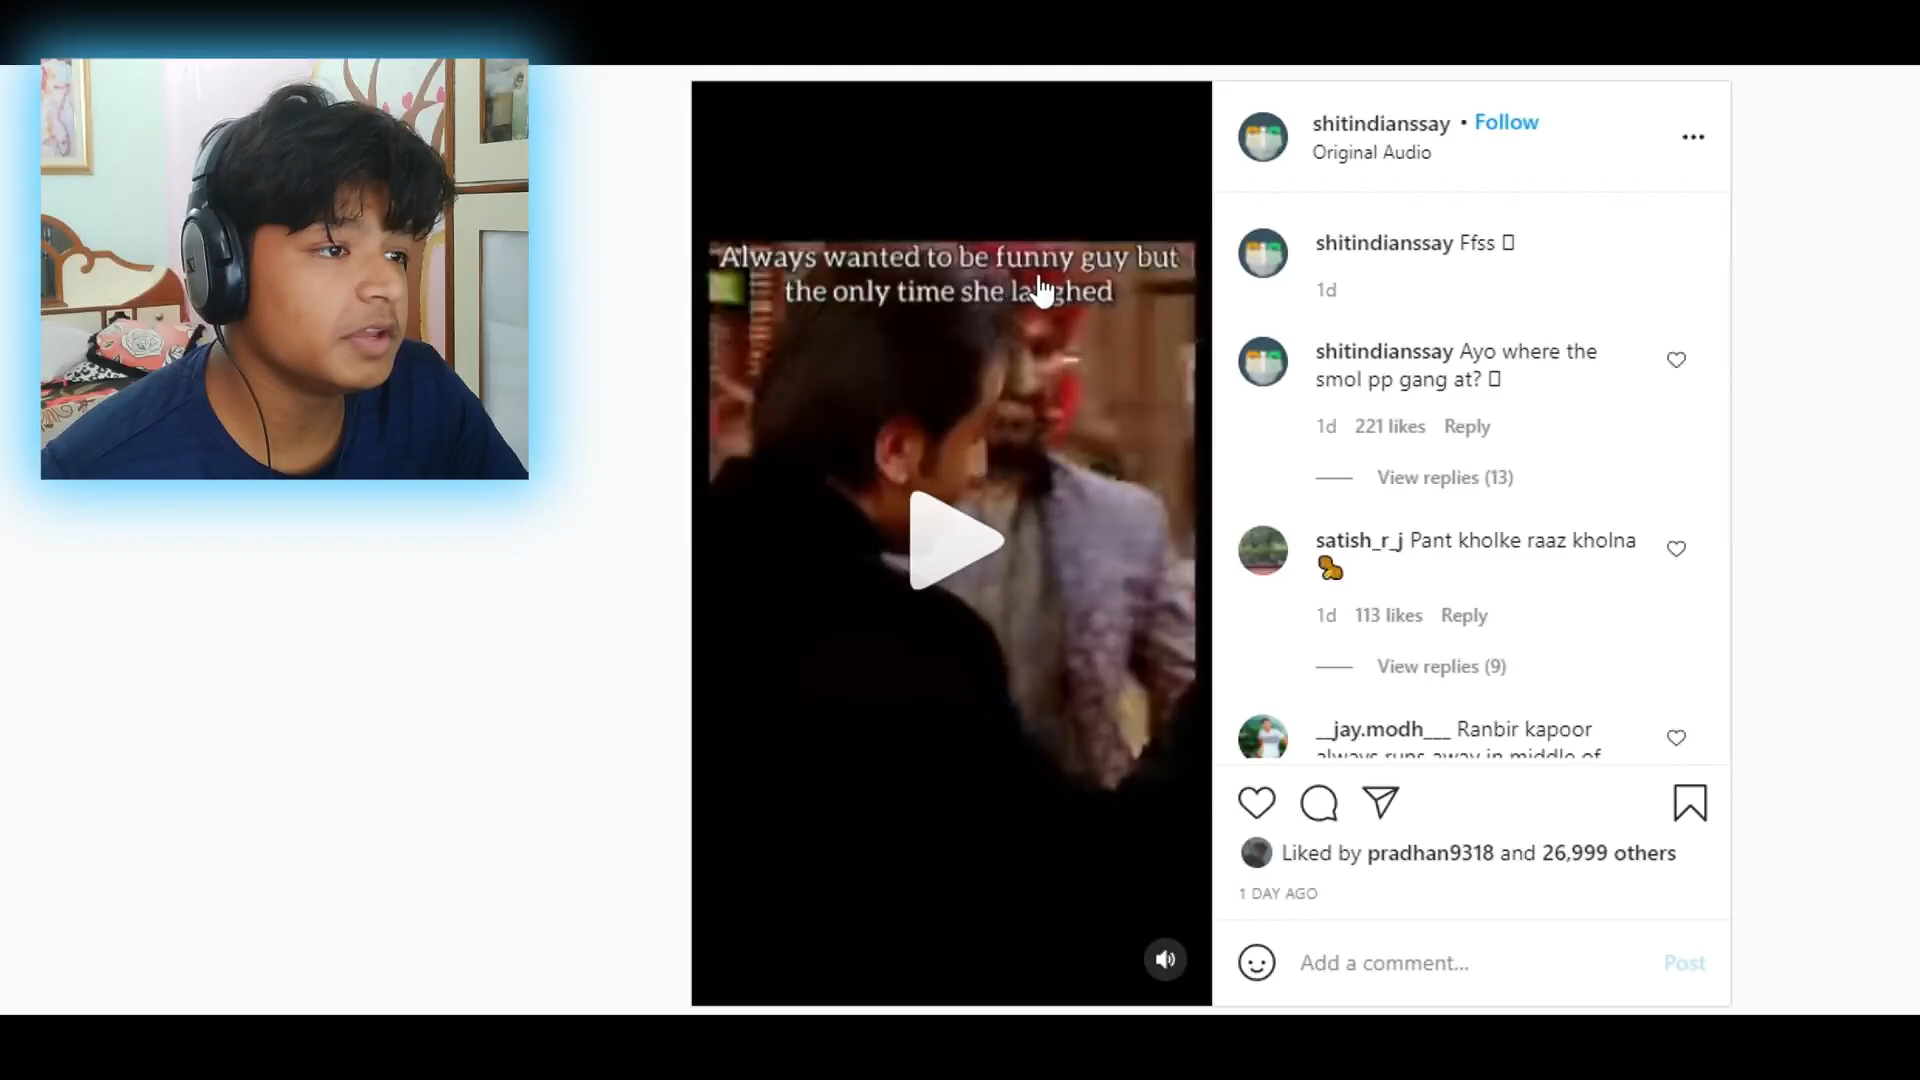 Always wanted to be funny guy but
the only time she laughed
shitindianssay • Follow
Original Audio
shitindianssay Ffss
1d
shitindianssay Ayo where the
smol pp gang at?
1d 221 likes Reply
View replies (13)
satish_r_j Pant kholke raaz kholna
1d 113 likes Reply
View replies (9)
__jay.modh___ Ranbir kapoor
always runs away in middle of
Liked by pradhan9318 and 26,999 others
1 DAY AGO
Add a comment...
Post